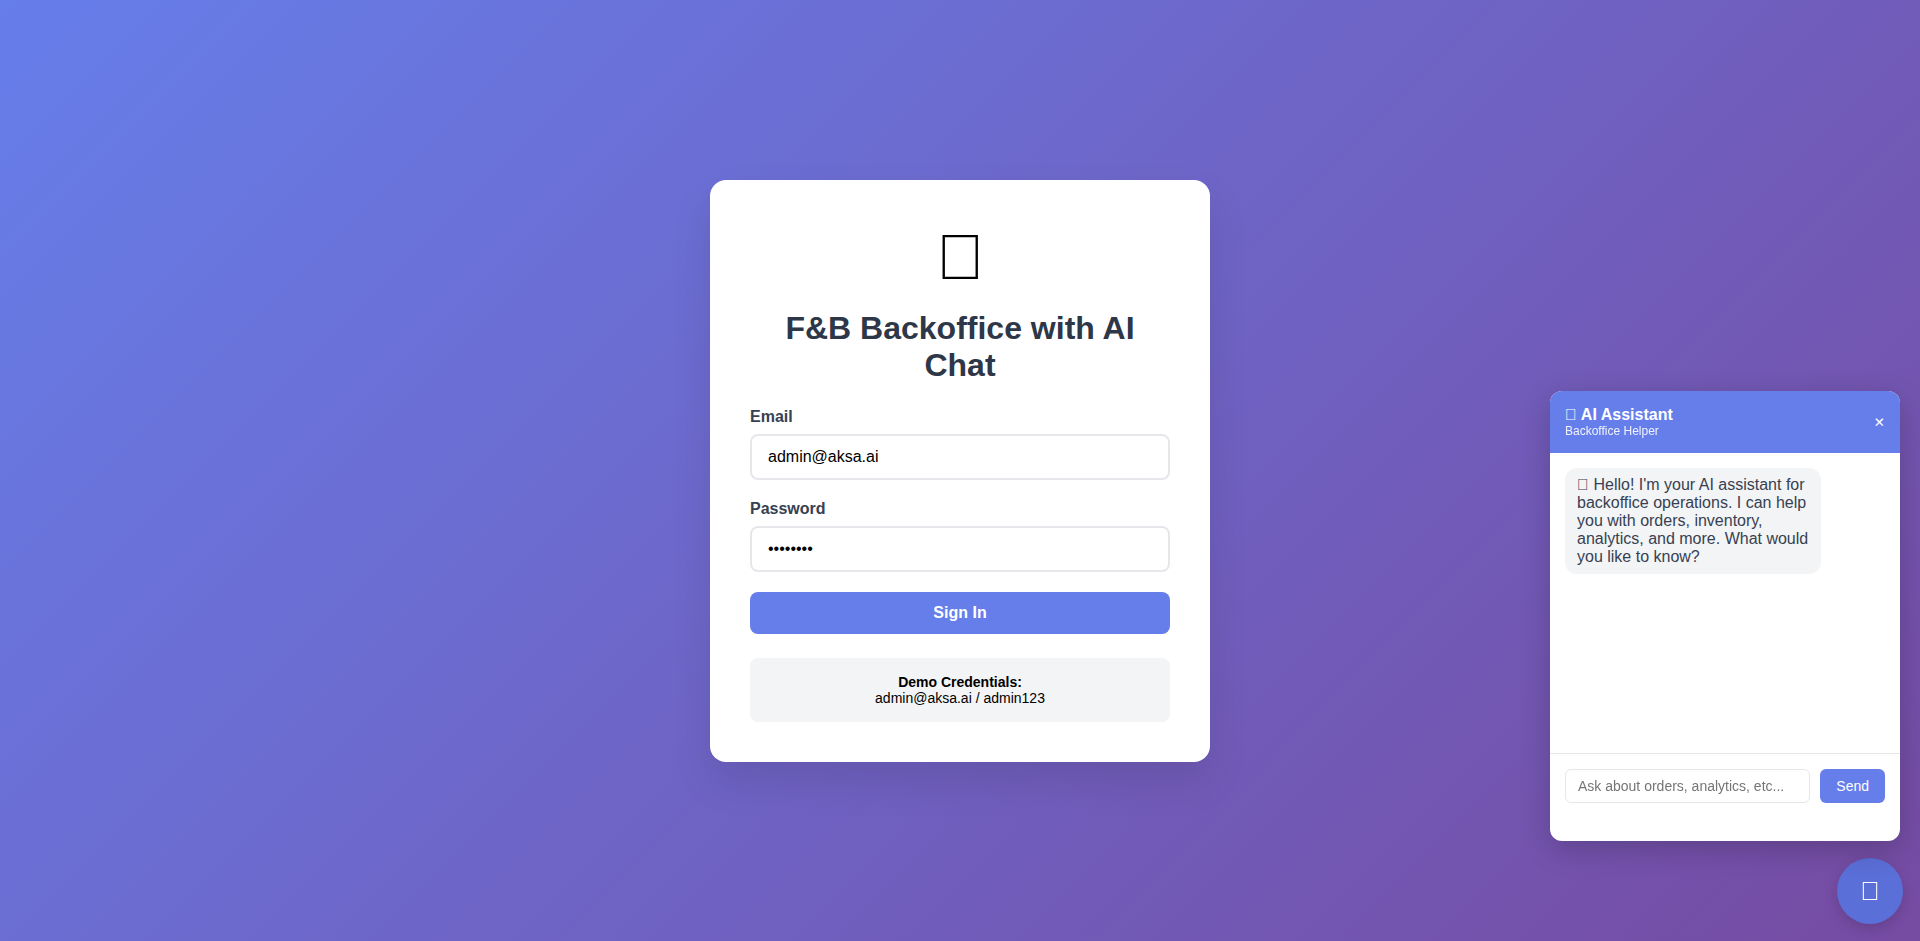 F&B Backoffice with AI
Chat
Email
admin@aksa.ai
Password
••••••••
Sign In
Demo Credentials:
admin@aksa.ai / admin123
AI Assistant
Backoffice Helper
×
Hello! I'm your AI assistant for
backoffice operations. I can help
you with orders, inventory,
analytics, and more. What would
you like to know?
Ask about orders, analytics, etc...
Send